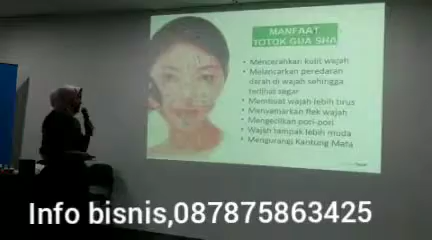 MANFAAT
TOTOK GUA SHA
• Mencerahkan kulit wajah
• Melancarkan peredaran
darah di wajah sehingga
terlihat segar
• Membuat wajah lebih tirus
• Menyamarkan flek wajah
• Mengecilkan pori-pori
• Wajah tampak lebih muda
• Mengurangi Kantung Mata
Info bisnis,087875863425